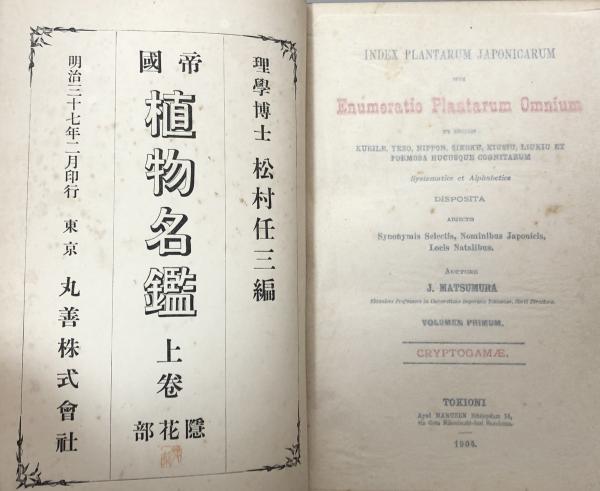 理學博士 松村任三編
帝國
植物名鑑
上卷
隱花部
明治三十七年二月印行 東京 丸善株式會社
INDEX PLANTARUM JAPONICARUM
SIVE
Enumeratio Plantarum Omnium
EX INSULIS
KURILE, YEZO, NIPPON, SIKOKU, KIUSIU, LIUKIU ET
FORMOSA HUCUSQUE COGNITARUM
Systematice et Alphabetice
DISPOSITA
ADJECTIS
Synonymis Selectis, Nominibus Japonicis,
Locis Natalibus.
AUCTORE
J. MATSUMURA
VOLUMEN PRIMUM.
CRYPTOGAMÆ.
TOKIONI
Apud MARUZEN
1904.